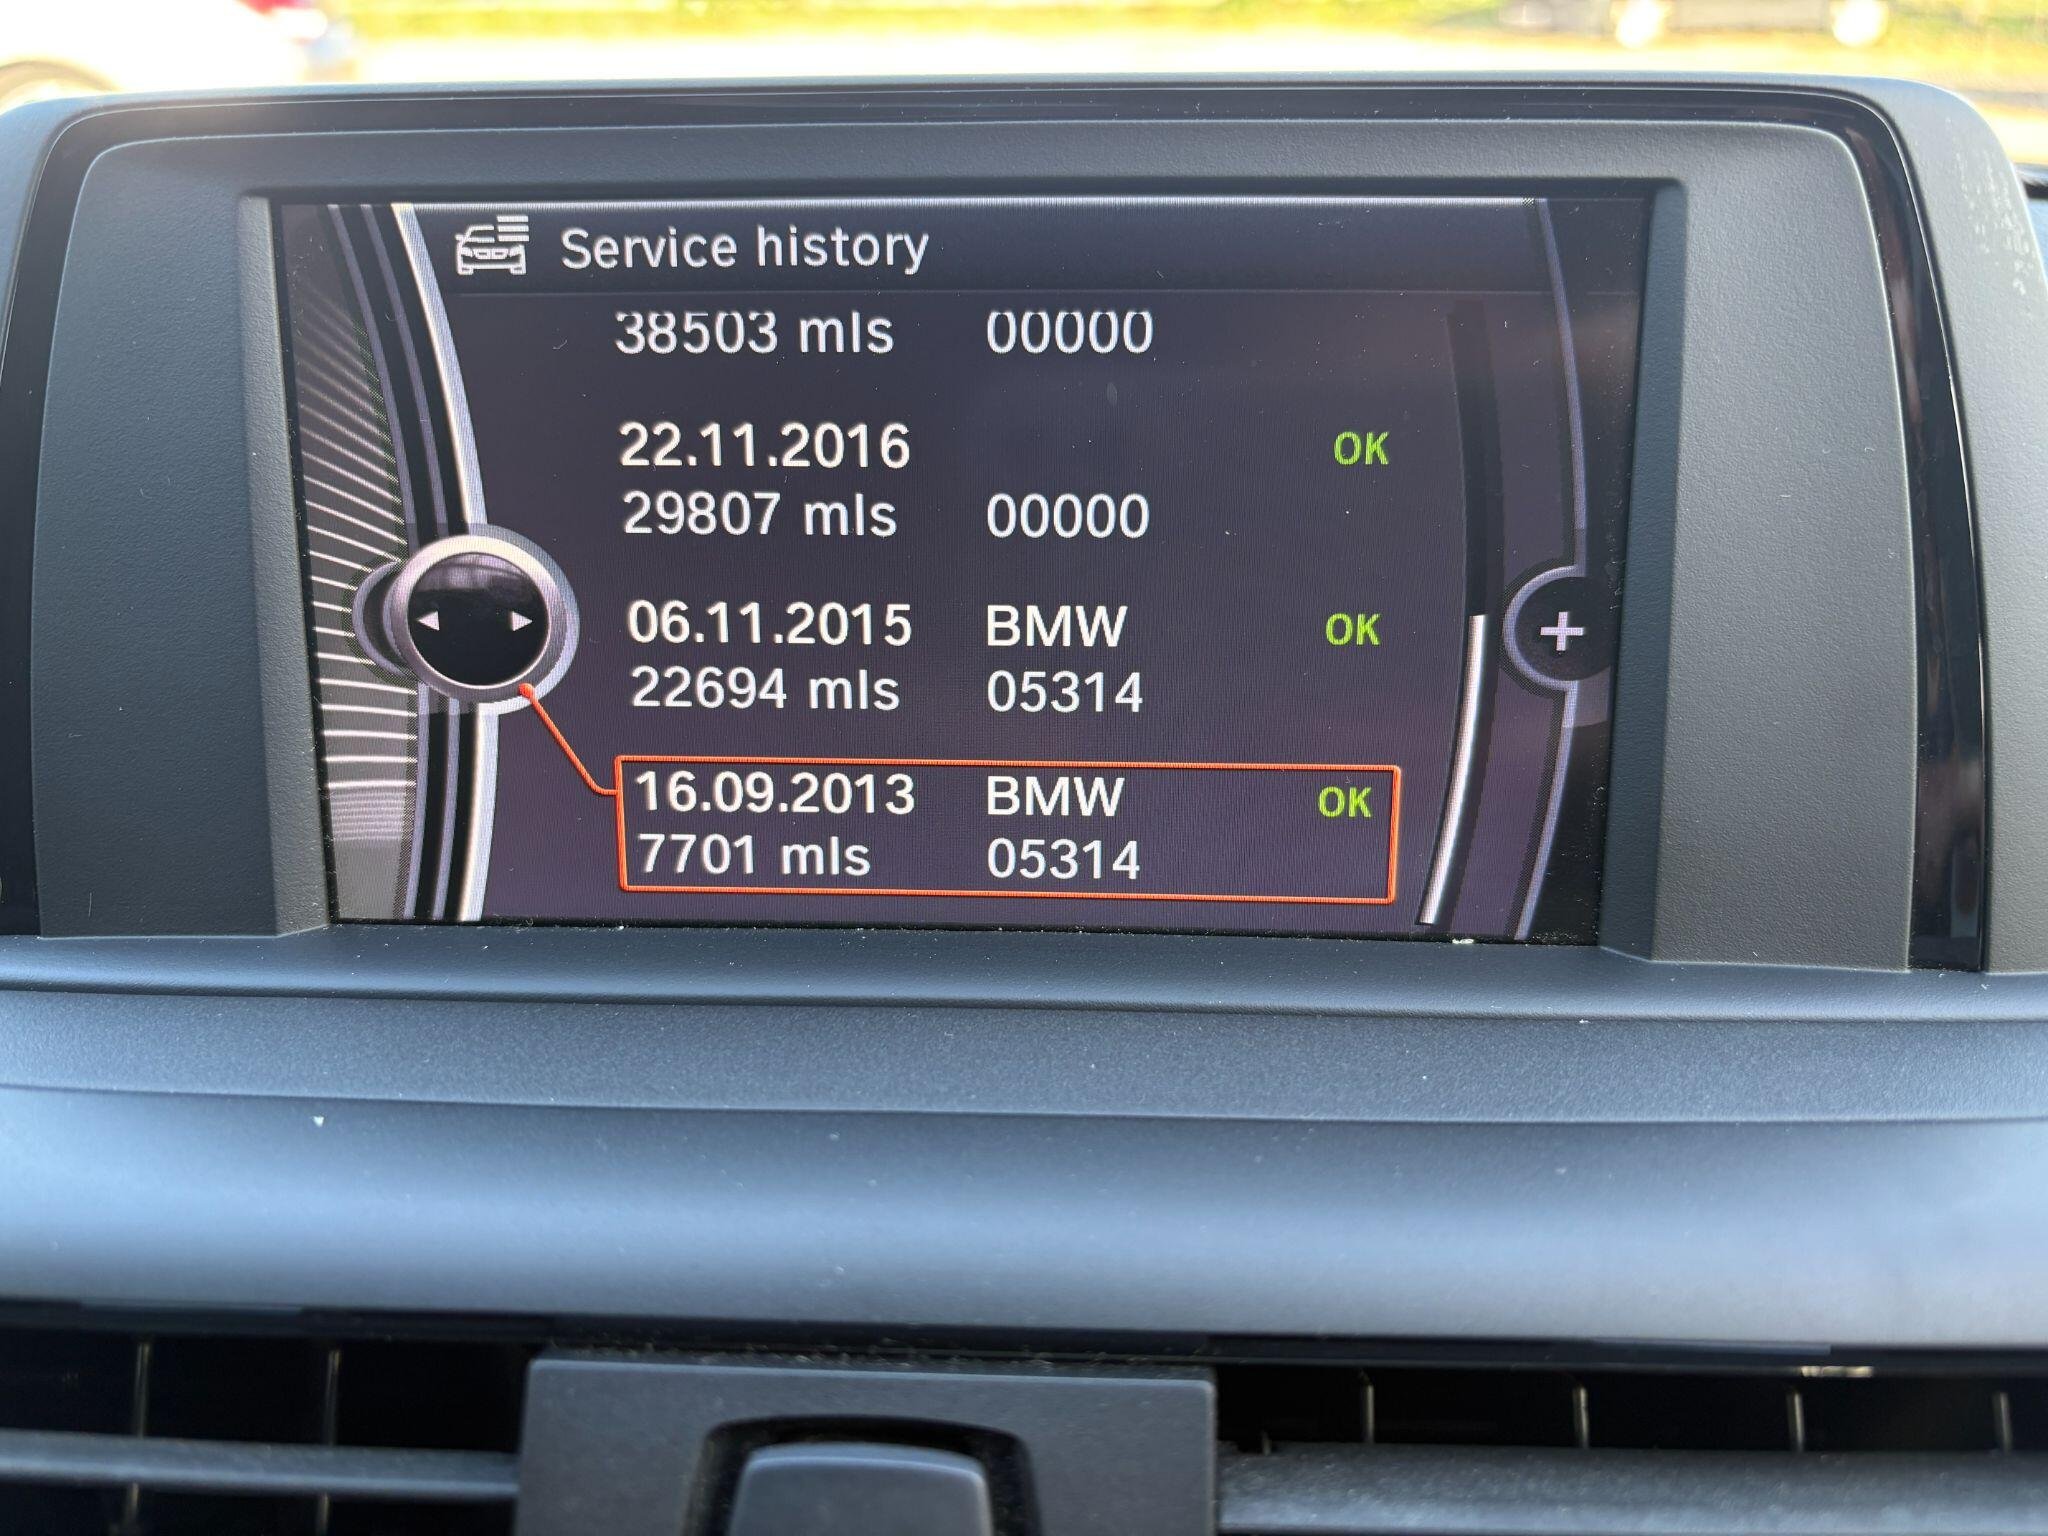 Service history
38503 mls 00000
22.11.2016 OK
29807 mls 00000
06.11.2015 BMW OK
22694 mls 05314
16.09.2013 BMW OK
7701 mls 05314